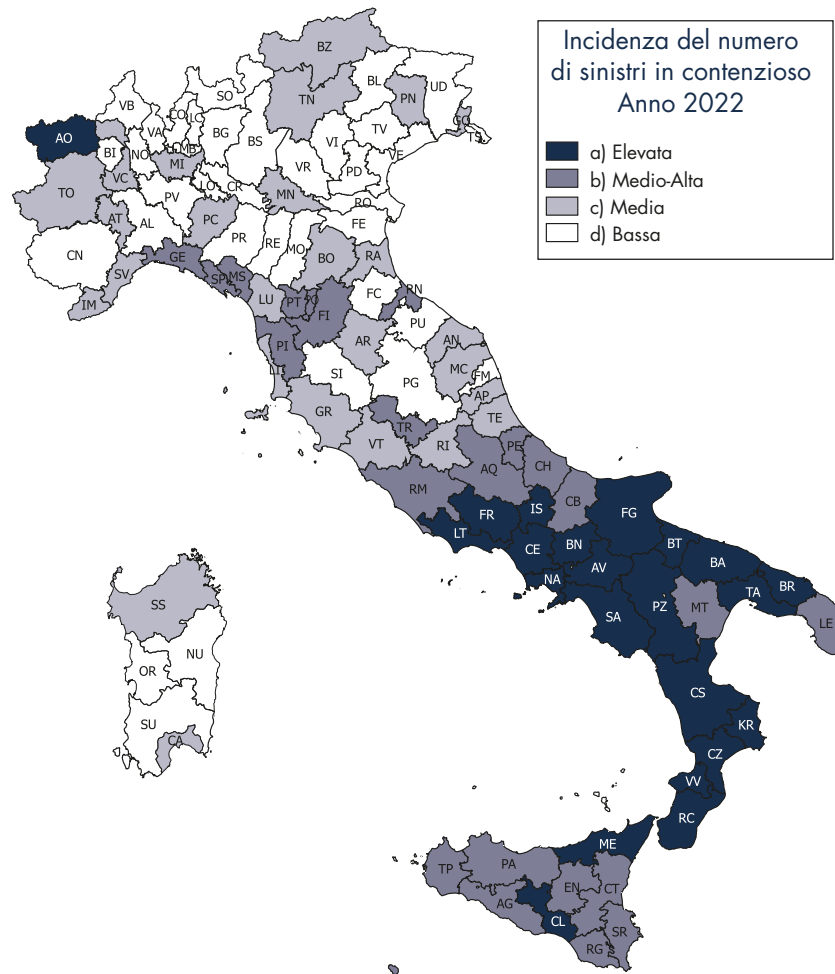 Incidenza del numero
di sinistri in contenzioso
Anno 2022
a) Elevata
b) Medio-Alta
c) Media
d) Bassa
BZ
SO
BL
UD
VB
TN
PN
CO
LC
GO
AO
VA
BG
BS
VI
TV
TS
BI
NO
MB
MI
VE
VR
PD
VC
TO
LO
CR
MN
PV
RO
AT
PC
AL
FE
PR
RE
MO
CN
GE
BO
RA
SV
SP
MS
RN
LU
PT
PO
FC
IM
FI
PU
PI
AR
AN
LI
SI
MC
FM
PG
AP
GR
TE
TR
VT
RI
PE
CH
AQ
RM
CB
IS
FR
FG
LT
BN
BT
CE
BA
AV
NA
BR
TA
SS
PZ
MT
SA
LE
NU
OR
CS
SU
KR
CA
CZ
VV
RC
ME
PA
TP
EN
CT
AG
CL
SR
RG